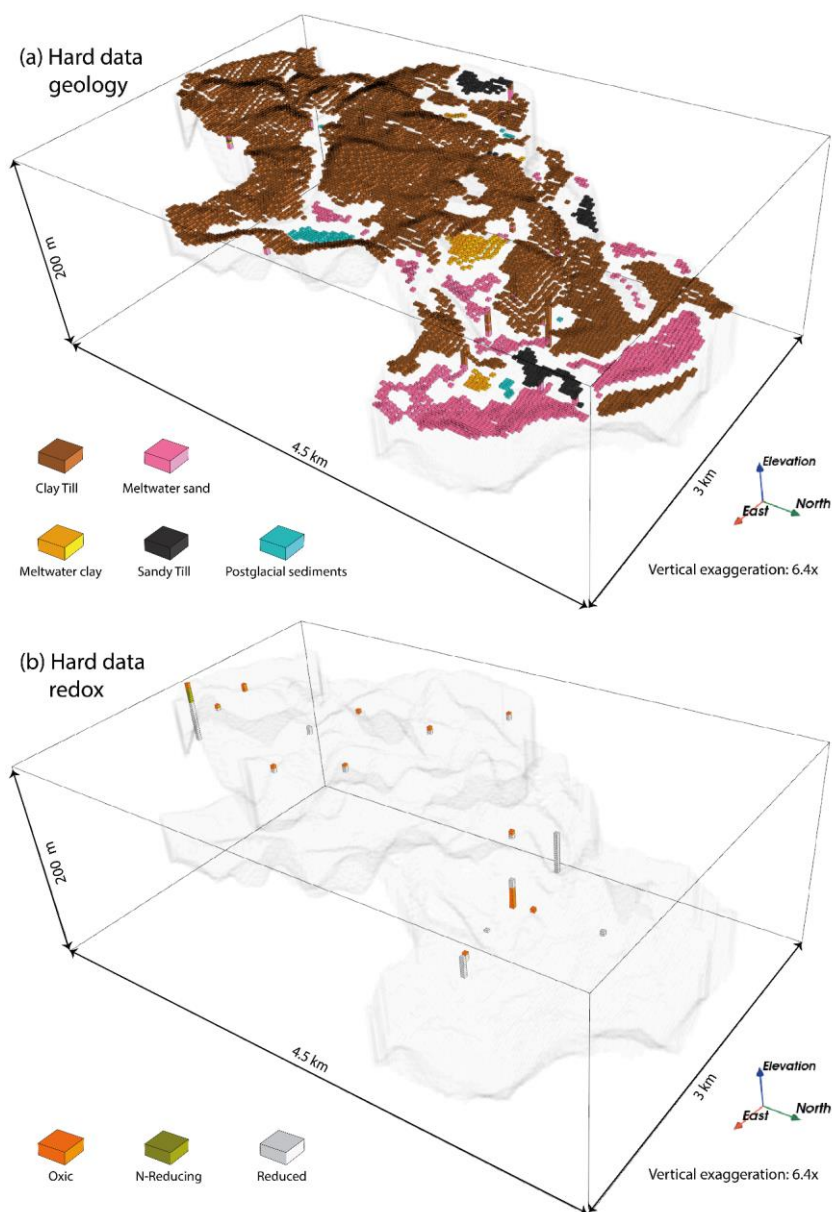 (a) Hard data
geology
200 m
4.5 km
3 km
Clay Till
Meltwater sand
Meltwater clay
Sandy Till
Postglacial sediments
Elevation
East
North
Vertical exaggeration: 6.4x
(b) Hard data
redox
200 m
4.5 km
3 km
Oxic
N-Reducing
Reduced
Elevation
East
North
Vertical exaggeration: 6.4x